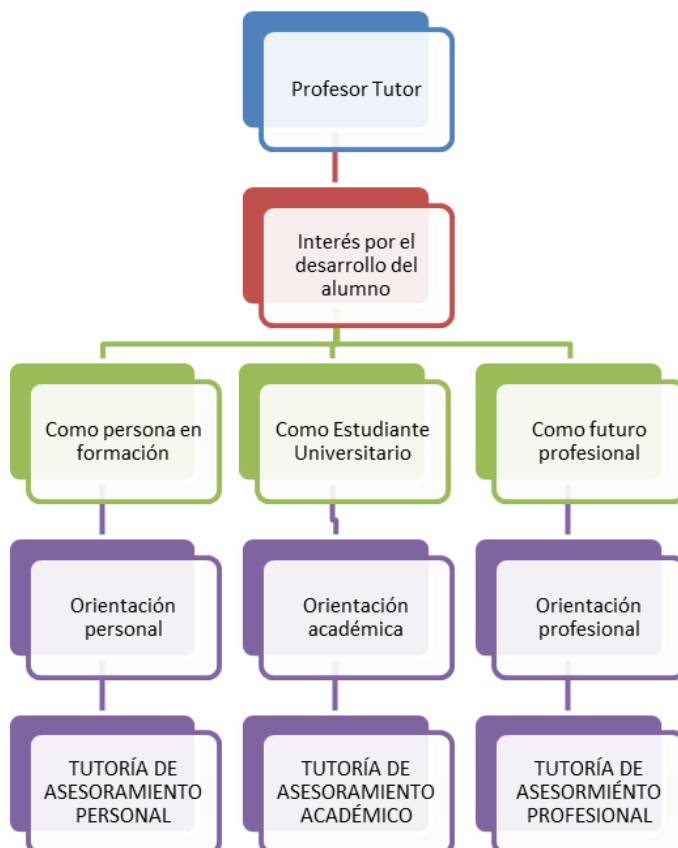 Profesor Tutor
Interés por el
desarrollo del
alumno
Como persona en
formación
Como Estudiante
Universitario
Como futuro
profesional
Orientación
personal
Orientación
académica
Orientación
profesional
TUTORÍA DE
ASESORAMIENTO
PERSONAL
TUTORÍA DE
ASESORAMIENTO
ACADÉMICO
TUTORÍA DE
ASESORMIÉNTO
PROFESIONAL